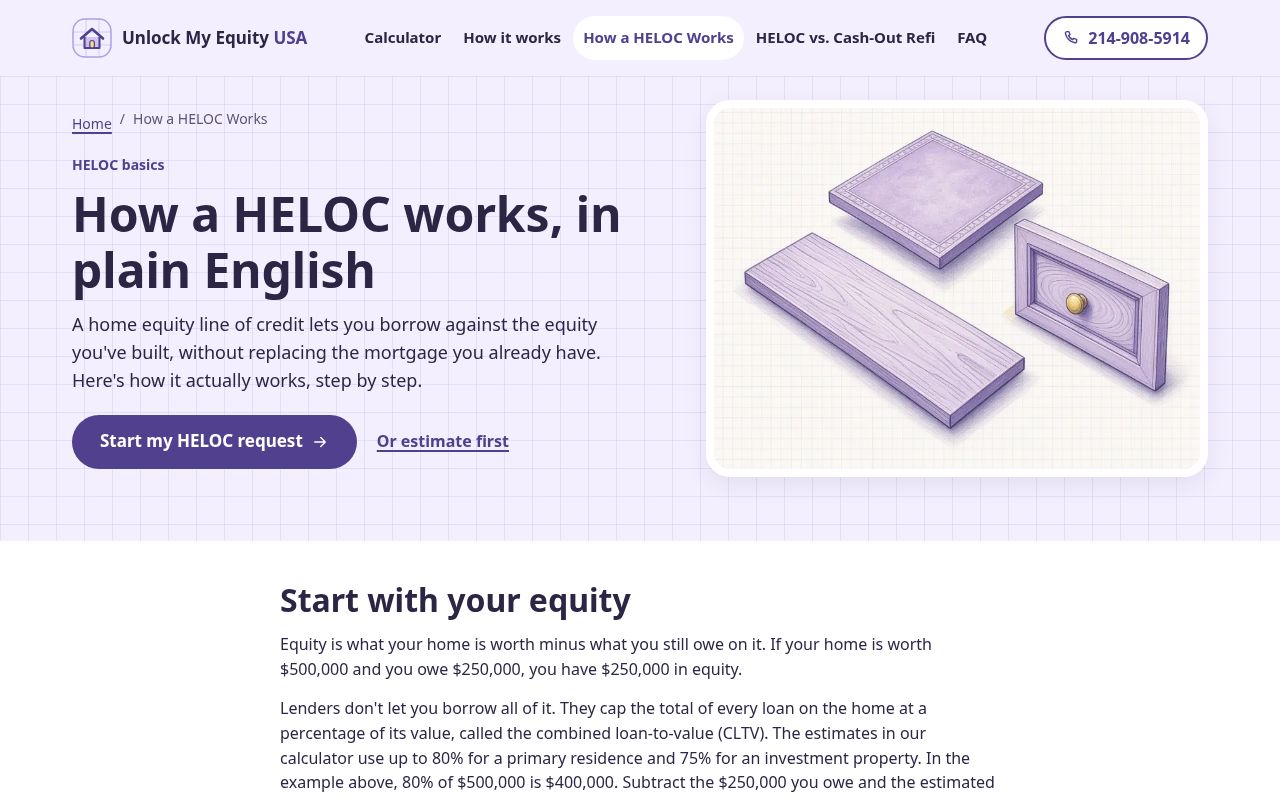 Unlock My Equity USA
Calculator
How it works
How a HELOC Works
HELOC vs. Cash-Out Refi
FAQ
214-908-5914
Home / How a HELOC Works
HELOC basics
How a HELOC works, in
plain English
A home equity line of credit lets you borrow against the equity
you've built, without replacing the mortgage you already have.
Here's how it actually works, step by step.
Start my HELOC request →
Or estimate first
Start with your equity
Equity is what your home is worth minus what you still owe on it. If your home is worth
$500,000 and you owe $250,000, you have $250,000 in equity.
Lenders don't let you borrow all of it. They cap the total of every loan on the home at a
percentage of its value, called the combined loan-to-value (CLTV). The estimates in our
calculator use up to 80% for a primary residence and 75% for an investment property. In the
example above, 80% of $500,000 is $400,000. Subtract the $250,000 you owe and the estimated